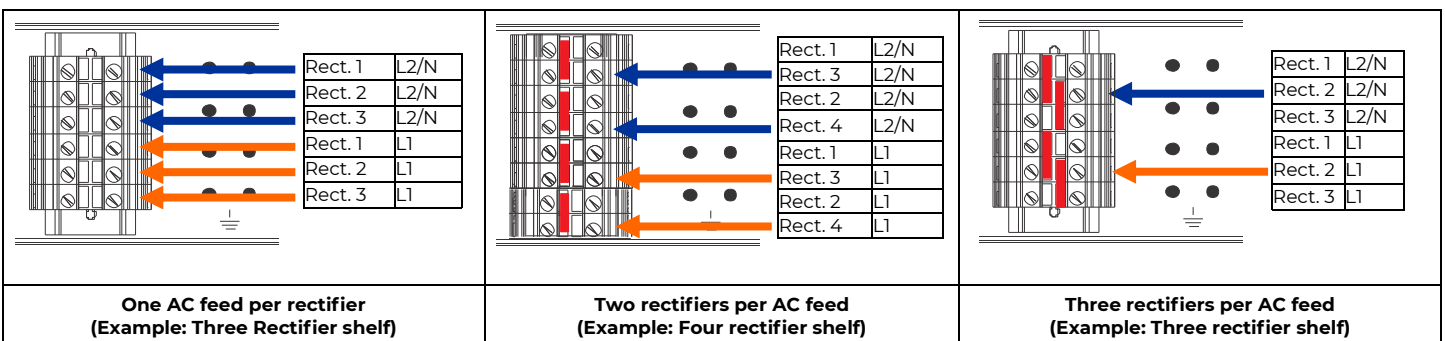 Rect. 1 L2/N
Rect. 2 L2/N
Rect. 3 L2/N
Rect. 1 L1
Rect. 2 L1
Rect. 3 L1
One AC feed per rectifier
(Example: Three Rectifier shelf)
Rect. 1 L2/N
Rect. 3 L2/N
Rect. 2 L2/N
Rect. 4 L2/N
Rect. 1 L1
Rect. 3 L1
Rect. 2 L1
Rect. 4 L1
Two rectifiers per AC feed
(Example: Four rectifier shelf)
Rect. 1 L2/N
Rect. 2 L2/N
Rect. 3 L2/N
Rect. 1 L1
Rect. 2 L1
Rect. 3 L1
Three rectifiers per AC feed
(Example: Three rectifier shelf)